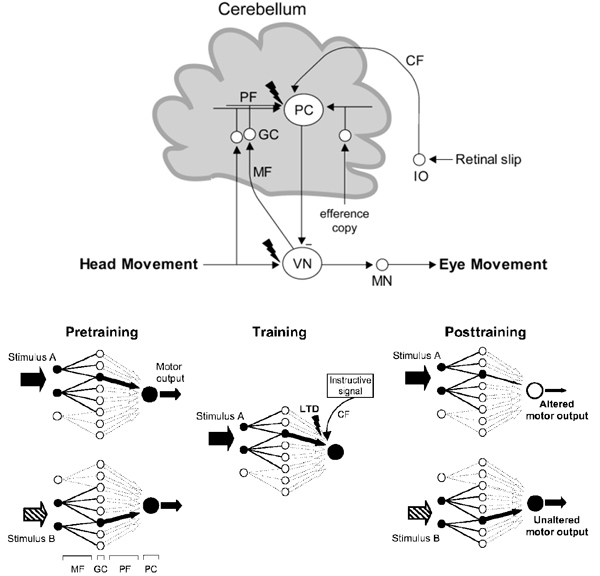 Cerebellum
CF
PF
PC
GC
MF
IO
Retinal slip
efference
copy
Head Movement
VN
–
MN
Eye Movement
Pretraining
Training
Posttraining
Stimulus A
Motor
output
Stimulus A
LTD
Instructive
signal
CF
Stimulus A
Altered
motor output
Stimulus B
Stimulus B
Unaltered
motor output
MF GC PF PC